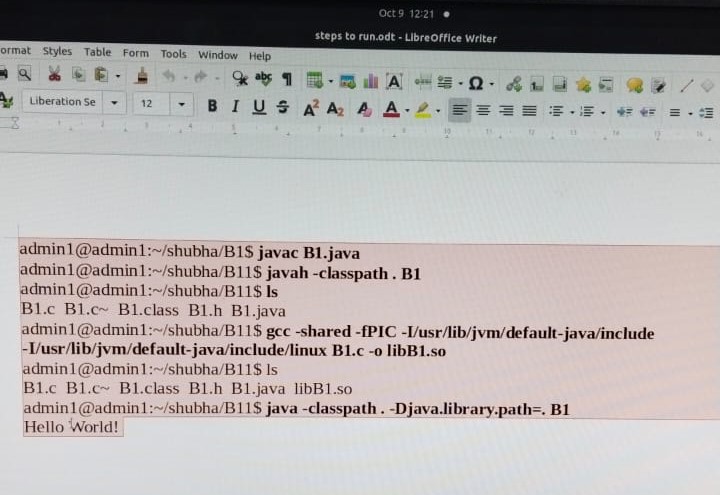 Oct 9 12:21
steps to run.odt - LibreOffice Writer
ormat Styles Table Form Tools Window Help
Liberation Se 12 B I U S
admin1@admin1:~/shubha/B1$ javac B1.java
admin1@admin1:~/shubha/B11$ javah -classpath . B1
admin1@admin1:~/shubha/B11$ ls
B1.c B1.c~ B1.class B1.h B1.java
admin1@admin1:~/shubha/B11$ gcc -shared -fPIC -I/usr/lib/jvm/default-java/include
-I/usr/lib/jvm/default-java/include/linux B1.c -o libB1.so
admin1@admin1:~/shubha/B11$ ls
B1.c B1.c~ B1.class B1.h B1.java libB1.so
admin1@admin1:~/shubha/B11$ java -classpath . -Djava.library.path=. B1
Hello World!